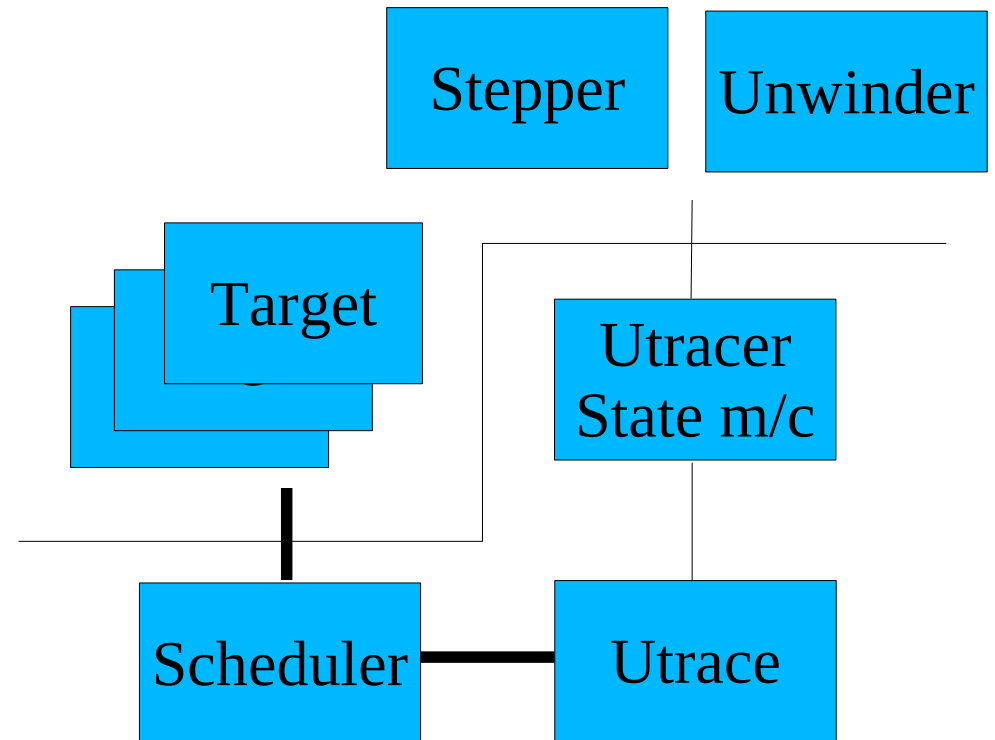 Stepper
Unwinder
Target
Utracer
State m/c
Scheduler
Utrace